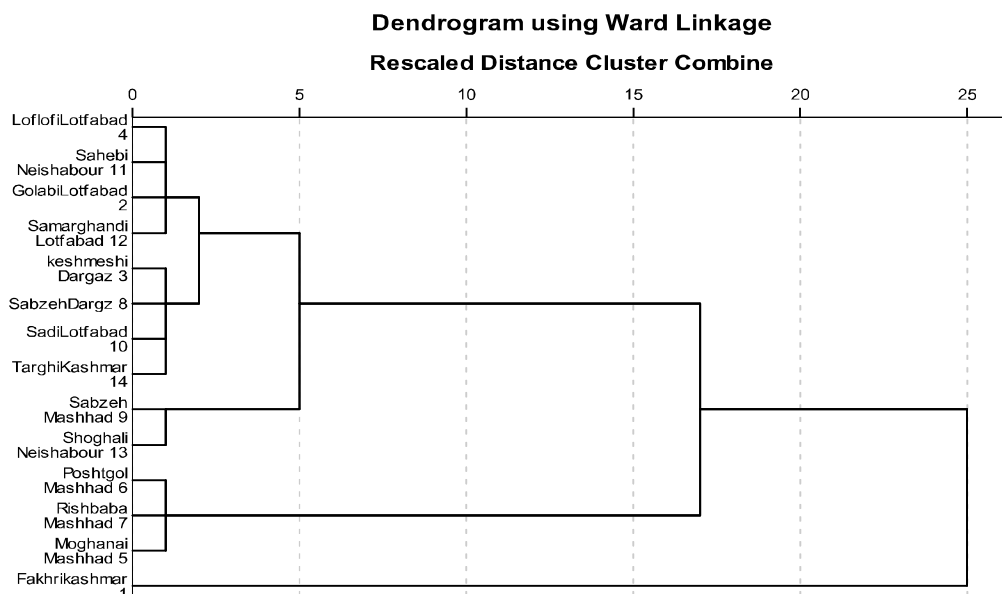 Dendrogram using Ward Linkage
Rescaled Distance Cluster Combine
0 5 10 15 20 25
LoflofiLotfabad
4
Sahebi
Neishabour 11
GolabiLotfabad
2
Samarghandi
Lotfabad 12
keshmeshi
Dargaz 3
SabzehDargz 8
SadiLotfabad
10
TarghiKashmar
14
Sabzeh
Mashhad 9
Shoghali
Neishabour 13
Poshtgol
Mashhad 6
Rishbaba
Mashhad 7
Moghanai
Mashhad 5
Fakhrikashmar
1